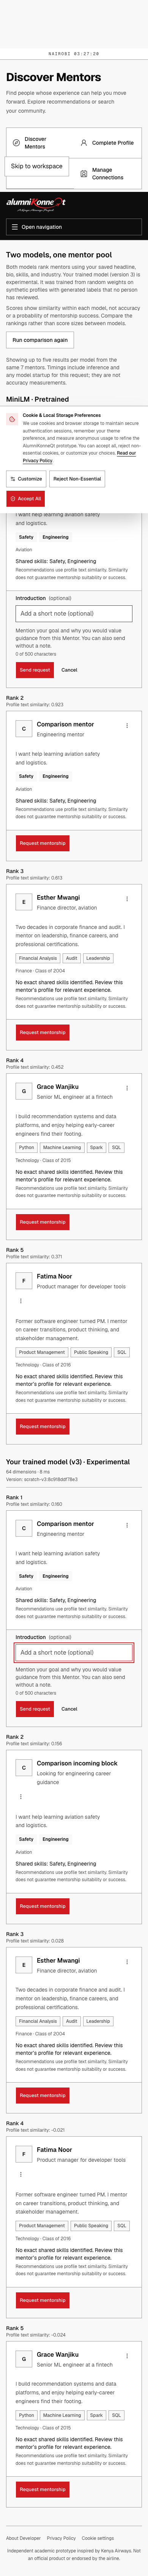 NAIROBI 03:27:20
Discover Mentors
Find people whose experience can help you move
forward. Explore recommendations or search
your community.
Discover
Mentors
Complete Profile
Skip to workspace
Manage
Connections
alumniKonnect
Open navigation
Two models, one mentor pool
Both models rank mentors using your saved headline,
bio, skills, and industry. Your trained model (version 3) is
experimental. It was trained from random weights on
synthetic profiles with generated labels that no person
has reviewed.
Scores show similarity within each model, not accuracy
or a probability of mentorship success. Compare the
rankings rather than score sizes between models.
Run comparison again
Showing up to five results per model from the
same 7 eligible mentors. Timings include inference and
any model startup for this request; they are not
accuracy measurements.
MiniLM · Pretrained
Cookie & Local Storage Preferences
We use cookies and browser storage to maintain secure
authentication sessions, remember your theme
preference, and measure usage to refine the
AlumniKonnectX prototype. You can accept all, reject non-
essential cookies, or customize your choices. Read our
Privacy Policy
Customize
Reject Non-Essential
Accept All
I want help entering aviation safety
and logistics.
Safety
Engineering
Aviation
Shared skills: Safety, Engineering
Recommendations use profile text similarity. Similarity
does not guarantee mentorship suitability or success.
Introduction (optional)
Add a short note (optional)
Mention your goal and why you would value
guidance from this Mentor. You can also send
without a note.
0 of 500 characters
Send request
Cancel
Rank 2
Profile text similarity: 0.923
C
Comparison mentor
Engineering mentor
I want help entering aviation safety
and logistics.
Safety
Engineering
Aviation
Shared skills: Safety, Engineering
Recommendations use profile text similarity. Similarity
does not guarantee mentorship suitability or success.
Request mentorship
Rank 3
Profile text similarity: 0.613
E
Esther Mwangi
Finance director, aviation
Two decades in corporate finance and audit. I
mentor on leadership, finance careers, and
professional certifications.
Financial Analysis
Audit
Leadership
Finance · Class of 2004
No exact shared skills identified. Review this
mentor's profile for relevant experience.
Recommendations use profile text similarity. Similarity
does not guarantee mentorship suitability or success.
Request mentorship
Rank 4
Profile text similarity: 0.452
G
Grace Wanjiku
Senior ML engineer at a fintech
I build recommendation systems and data
platforms, and enjoy helping early-career
engineers find their footing.
Python
Machine Learning
Spark
SQL
Technology · Class of 2015
No exact shared skills identified. Review this
mentor's profile for relevant experience.
Recommendations use profile text similarity. Similarity
does not guarantee mentorship suitability or success.
Request mentorship
Rank 5
Profile text similarity: 0.371
F
Fatima Noor
Product manager for developer tools
Former software engineer turned PM. I mentor
on career transitions, product thinking, and
stakeholder management.
Product Management
Public Speaking
SQL
Technology · Class of 2016
No exact shared skills identified. Review this
mentor's profile for relevant experience.
Recommendations use profile text similarity. Similarity
does not guarantee mentorship suitability or success.
Request mentorship
Your trained model (v3) · Experimental
64 dimensions · 8 ms
Rank 1
Profile text similarity: 0.160
C
Comparison mentor
Engineering mentor
I want help entering aviation safety
and logistics.
Safety
Engineering
Aviation
Shared skills: Safety, Engineering
Recommendations use profile text similarity. Similarity
does not guarantee mentorship suitability or success.
Introduction (optional)
Add a short note (optional)
Mention your goal and why you would value
guidance from this Mentor. You can also send
without a note.
0 of 500 characters
Send request
Cancel
Rank 2
Profile text similarity: 0.156
C
Comparison incoming block
Looking for engineering career
guidance
I want help entering aviation safety
and logistics.
Safety
Engineering
Aviation
Shared skills: Safety, Engineering
Recommendations use profile text similarity. Similarity
does not guarantee mentorship suitability or success.
Request mentorship
Rank 3
Profile text similarity: 0.028
E
Esther Mwangi
Finance director, aviation
Two decades in corporate finance and audit. I
mentor on leadership, finance careers, and
professional certifications.
Financial Analysis
Audit
Leadership
Finance · Class of 2004
No exact shared skills identified. Review this
mentor's profile for relevant experience.
Recommendations use profile text similarity. Similarity
does not guarantee mentorship suitability or success.
Request mentorship
Rank 4
Profile text similarity: -0.021
F
Fatima Noor
Product manager for developer tools
Former software engineer turned PM. I mentor
on career transitions, product thinking, and
stakeholder management.
Product Management
Public Speaking
SQL
Technology · Class of 2016
No exact shared skills identified. Review this
mentor's profile for relevant experience.
Recommendations use profile text similarity. Similarity
does not guarantee mentorship suitability or success.
Request mentorship
Rank 5
Profile text similarity: -0.024
G
Grace Wanjiku
Senior ML engineer at a fintech
I build recommendation systems and data
platforms, and enjoy helping early-career
engineers find their footing.
Python
Machine Learning
Spark
SQL
Technology · Class of 2015
No exact shared skills identified. Review this
mentor's profile for relevant experience.
Recommendations use profile text similarity. Similarity
does not guarantee mentorship suitability or success.
Request mentorship
About Developer
Privacy Policy
Cookie settings
Independent academic prototype inspired by Kenya Airways. Not
an official product or endorsed by the airline.